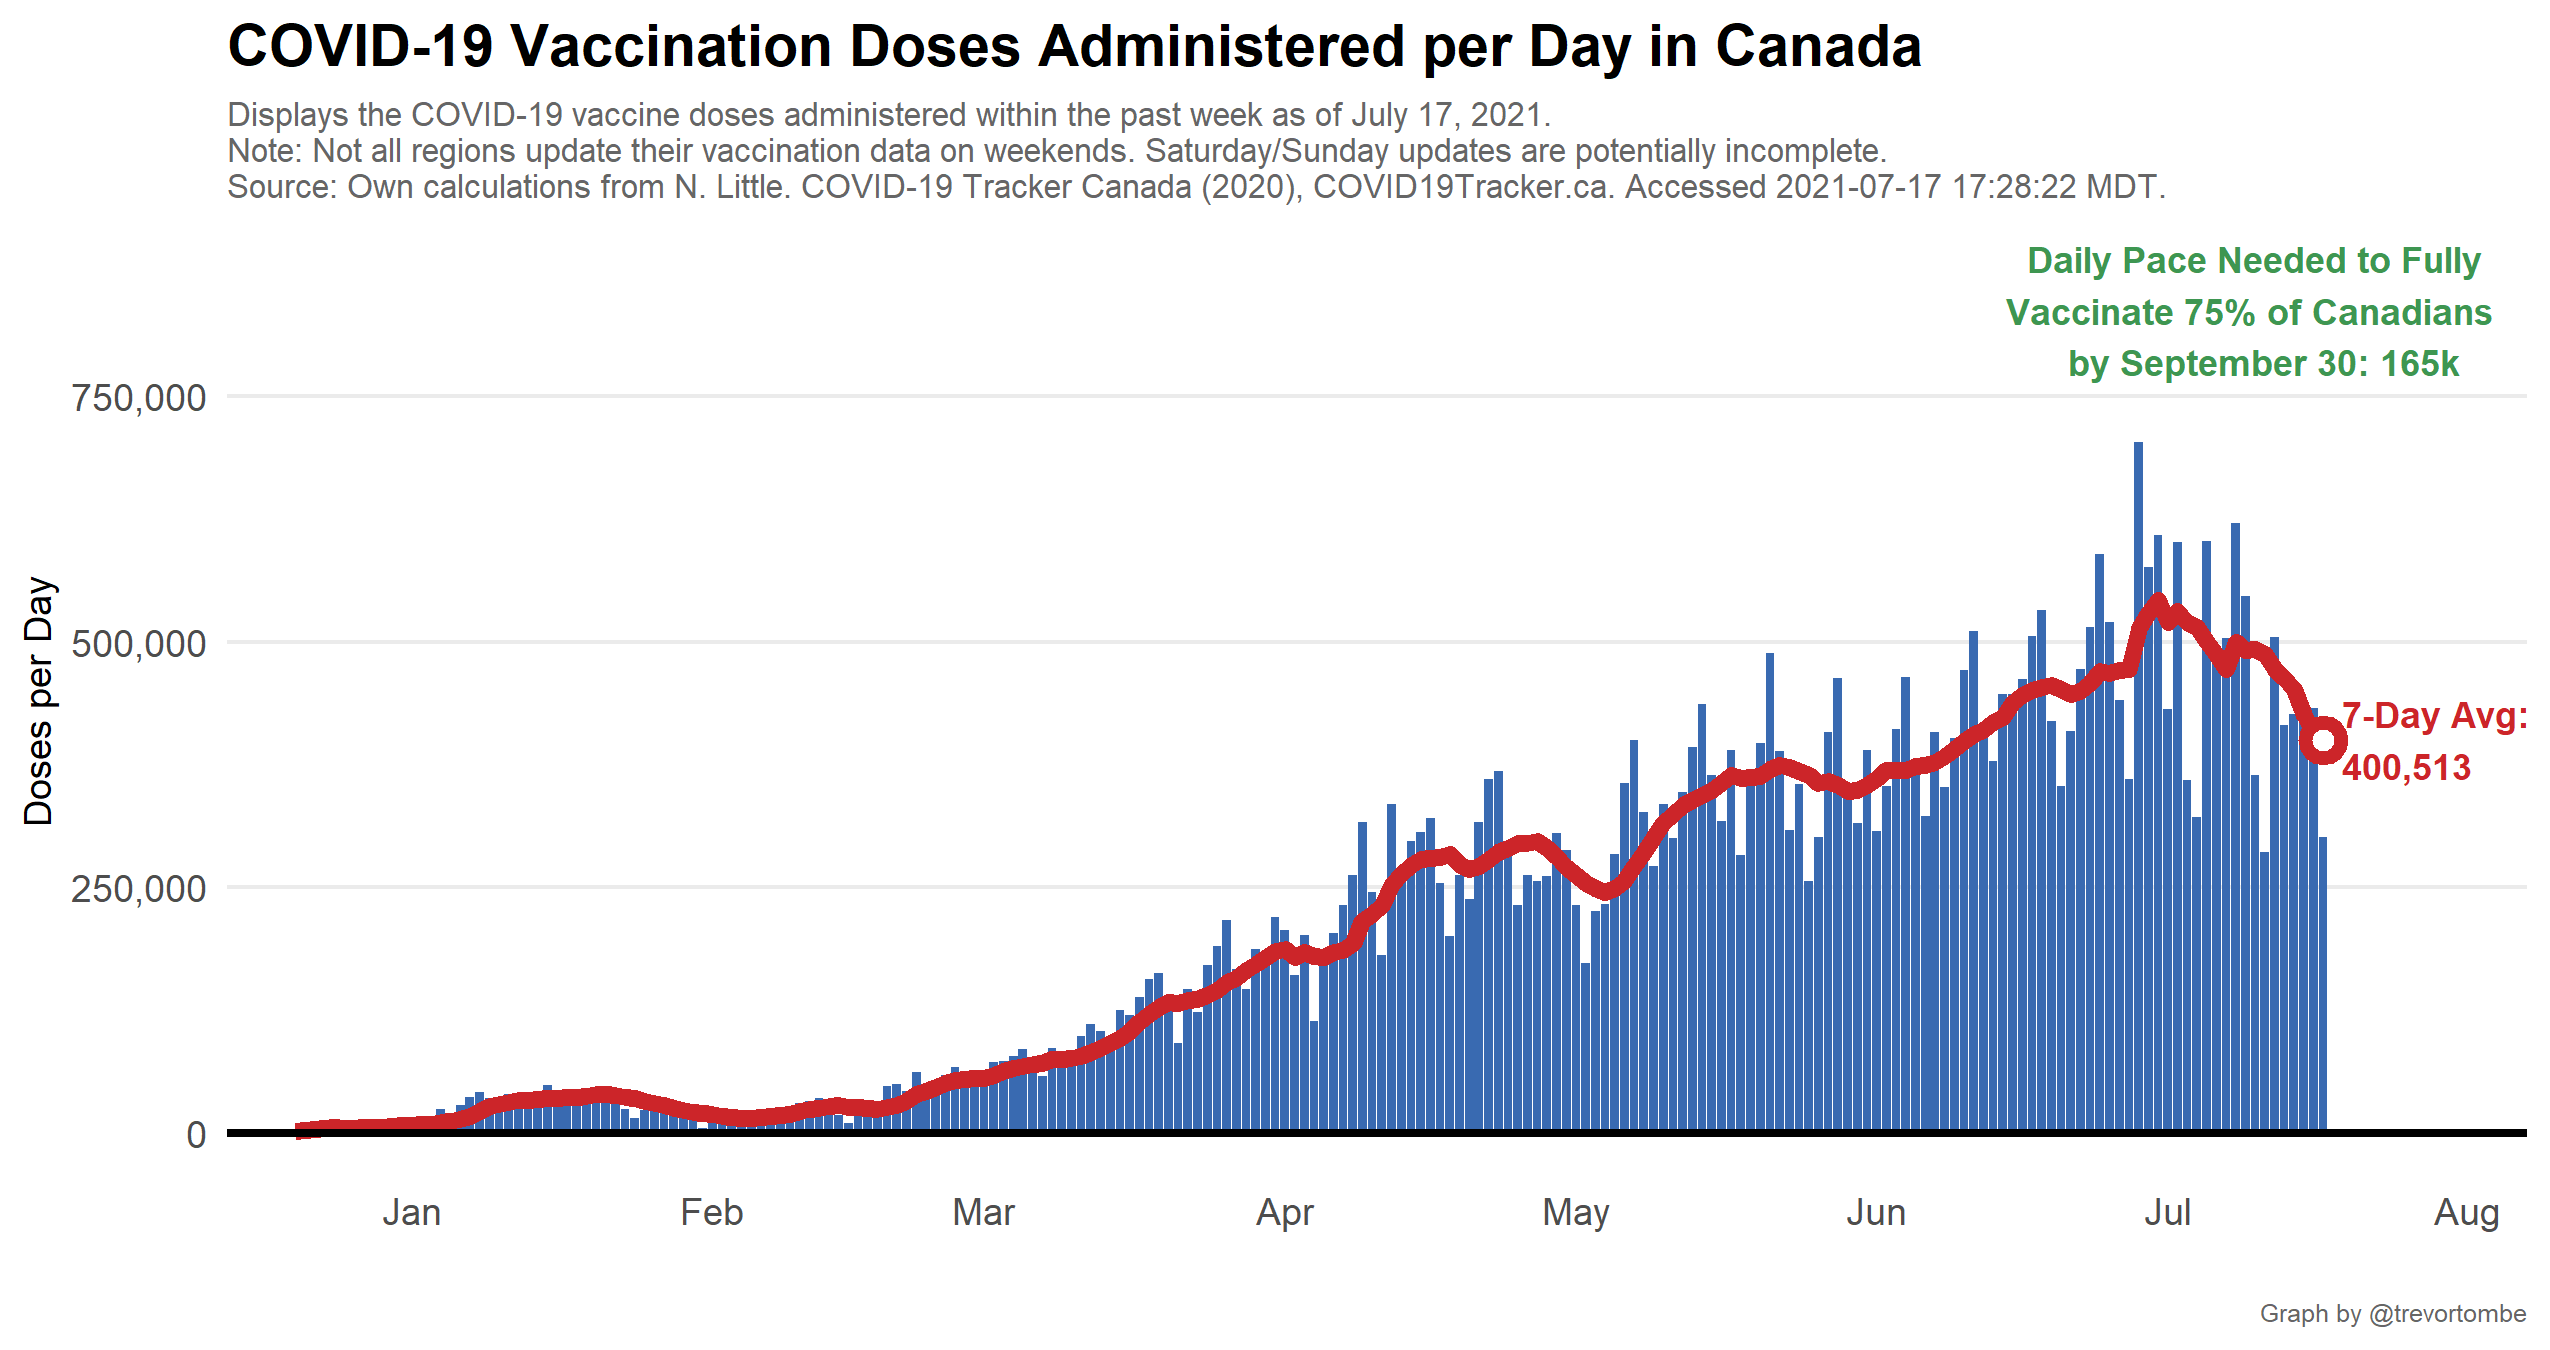 COVID-19 Vaccination Doses Administered per Day in Canada
Displays the COVID-19 vaccine doses administered within the past week as of July 17, 2021.
Note: Not all regions update their vaccination data on weekends. Saturday/Sunday updates are potentially incomplete.
Source: Own calculations from N. Little. COVID-19 Tracker Canada (2020), COVID19Tracker.ca. Accessed 2021-07-17 17:28:22 MDT.
Daily Pace Needed to Fully
Vaccinate 75% of Canadians
by September 30: 165k
750,000
500,000
250,000
0
Doses per Day
7-Day Avg:
400,513
Jan
Feb
Mar
Apr
May
Jun
Jul
Aug
Graph by @trevortombe